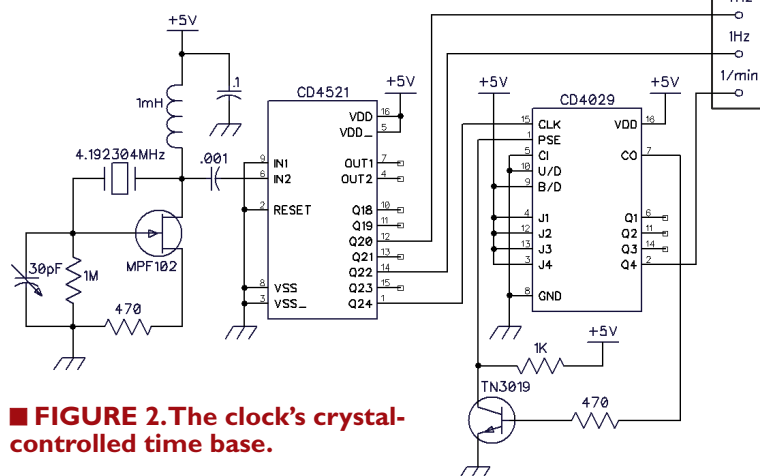 1Hz
1/min
+5V
.1
1mH
4.192304MHz
.001
30pF
1M
MPF102
470
CD4521
+5V
VDD 16
VDD_ 5
9 IN1
6 IN2
OUT1 7
OUT2 4
2 RESET
Q18 10
Q19 11
Q20 12
Q21 13
Q22 14
Q23 15
Q24 1
8 VSS
3 VSS_
+5V
CD4029
+5V
15 CLK
1 PSE
5 CI
10 U/D
9 B/D
VDD 16
CO 7
4 J1
12 J2
13 J3
3 J4
Q1 6
Q2 11
Q3 14
Q4 2
8 GND
+5V
1K
TN3019
470
■ FIGURE 2. The clock's crystal-
controlled time base.